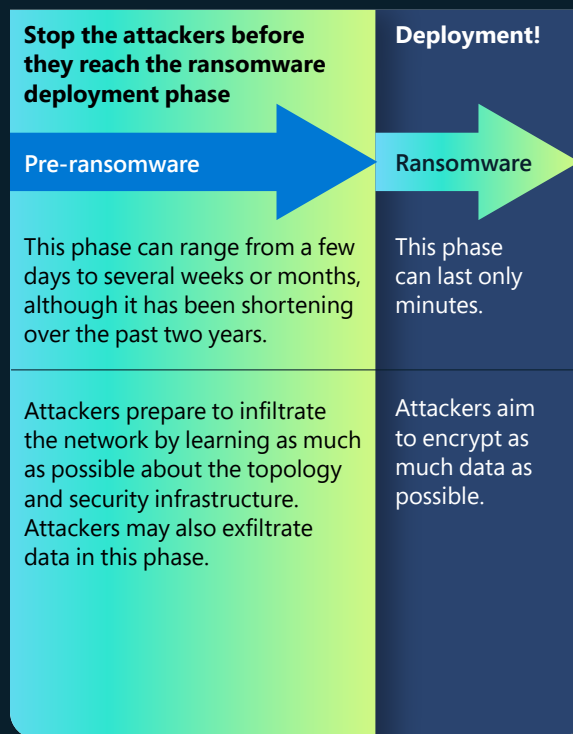 Stop the attackers before
they reach the ransomware
deployment phase
Pre-ransomware
This phase can range from a few
days to several weeks or months,
although it has been shortening
over the past two years.
Attackers prepare to infiltrate
the network by learning as much
as possible about the topology
and security infrastructure.
Attackers may also exfiltrate
data in this phase.
Deployment!
Ransomware
This phase
can last only
minutes.
Attackers aim
to encrypt as
much data as
possible.